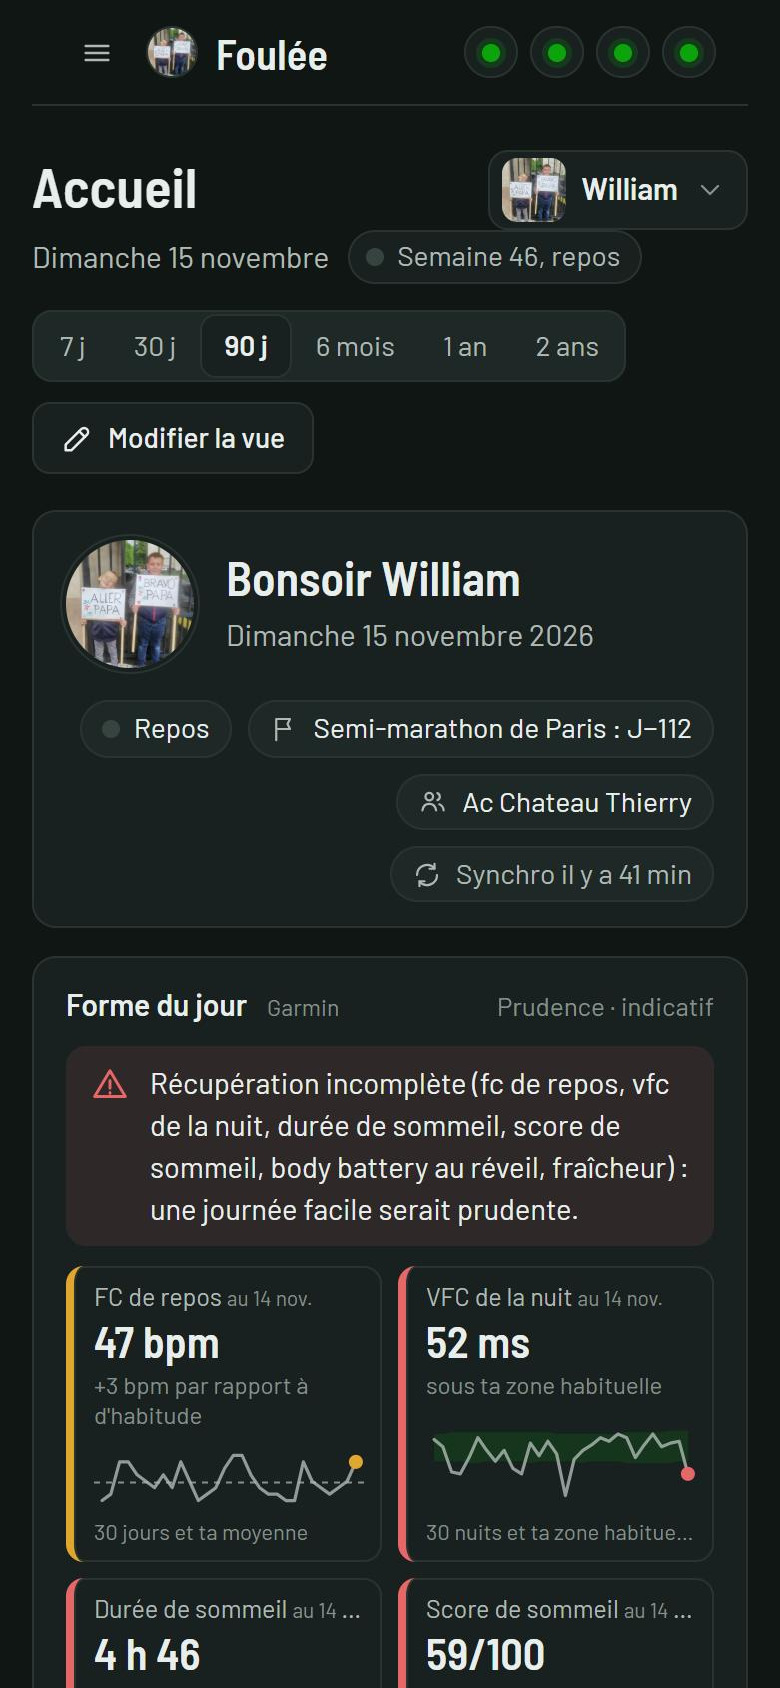 Foulée
Accueil
William
Dimanche 15 novembre
Semaine 46, repos
7 j
30 j
90 j
6 mois
1 an
2 ans
Modifier la vue
ALLER PAPA
BRAVO PAPA
Bonsoir William
Dimanche 15 novembre 2026
Repos
Semi-marathon de Paris : J−112
Ac Chateau Thierry
Synchro il y a 41 min
Forme du jour Garmin
Prudence · indicatif
Récupération incomplète (fc de repos, vfc
de la nuit, durée de sommeil, score de
sommeil, body battery au réveil, fraîcheur) :
une journée facile serait prudente.
FC de repos au 14 nov.
47 bpm
+3 bpm par rapport à
d'habitude
30 jours et ta moyenne
VFC de la nuit au 14 nov.
52 ms
sous ta zone habituelle
30 nuits et ta zone habitue...
Durée de sommeil au 14 ...
4 h 46
Score de sommeil au 14 ...
59/100